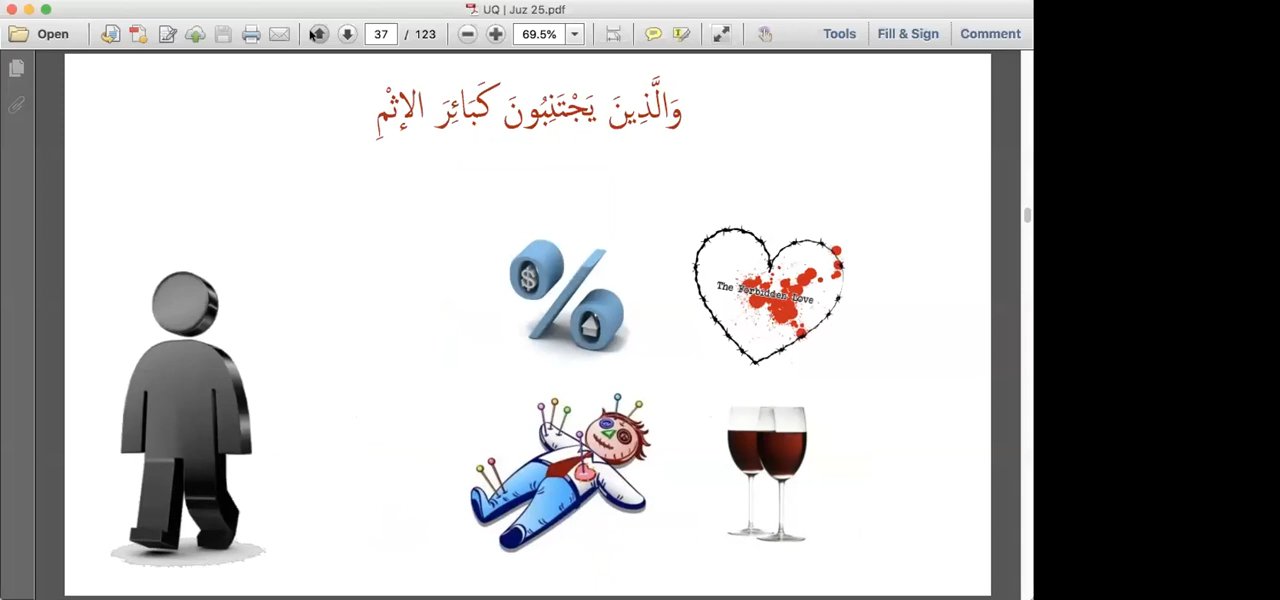 UQ | Juz 25.pdf
Open
37 / 123
69.5%
Tools
Fill & Sign
Comment
وَالَّذِينَ يَجْتَنِبُونَ كَبَائِرَ الإِثْمِ
$
The Forbidden Love